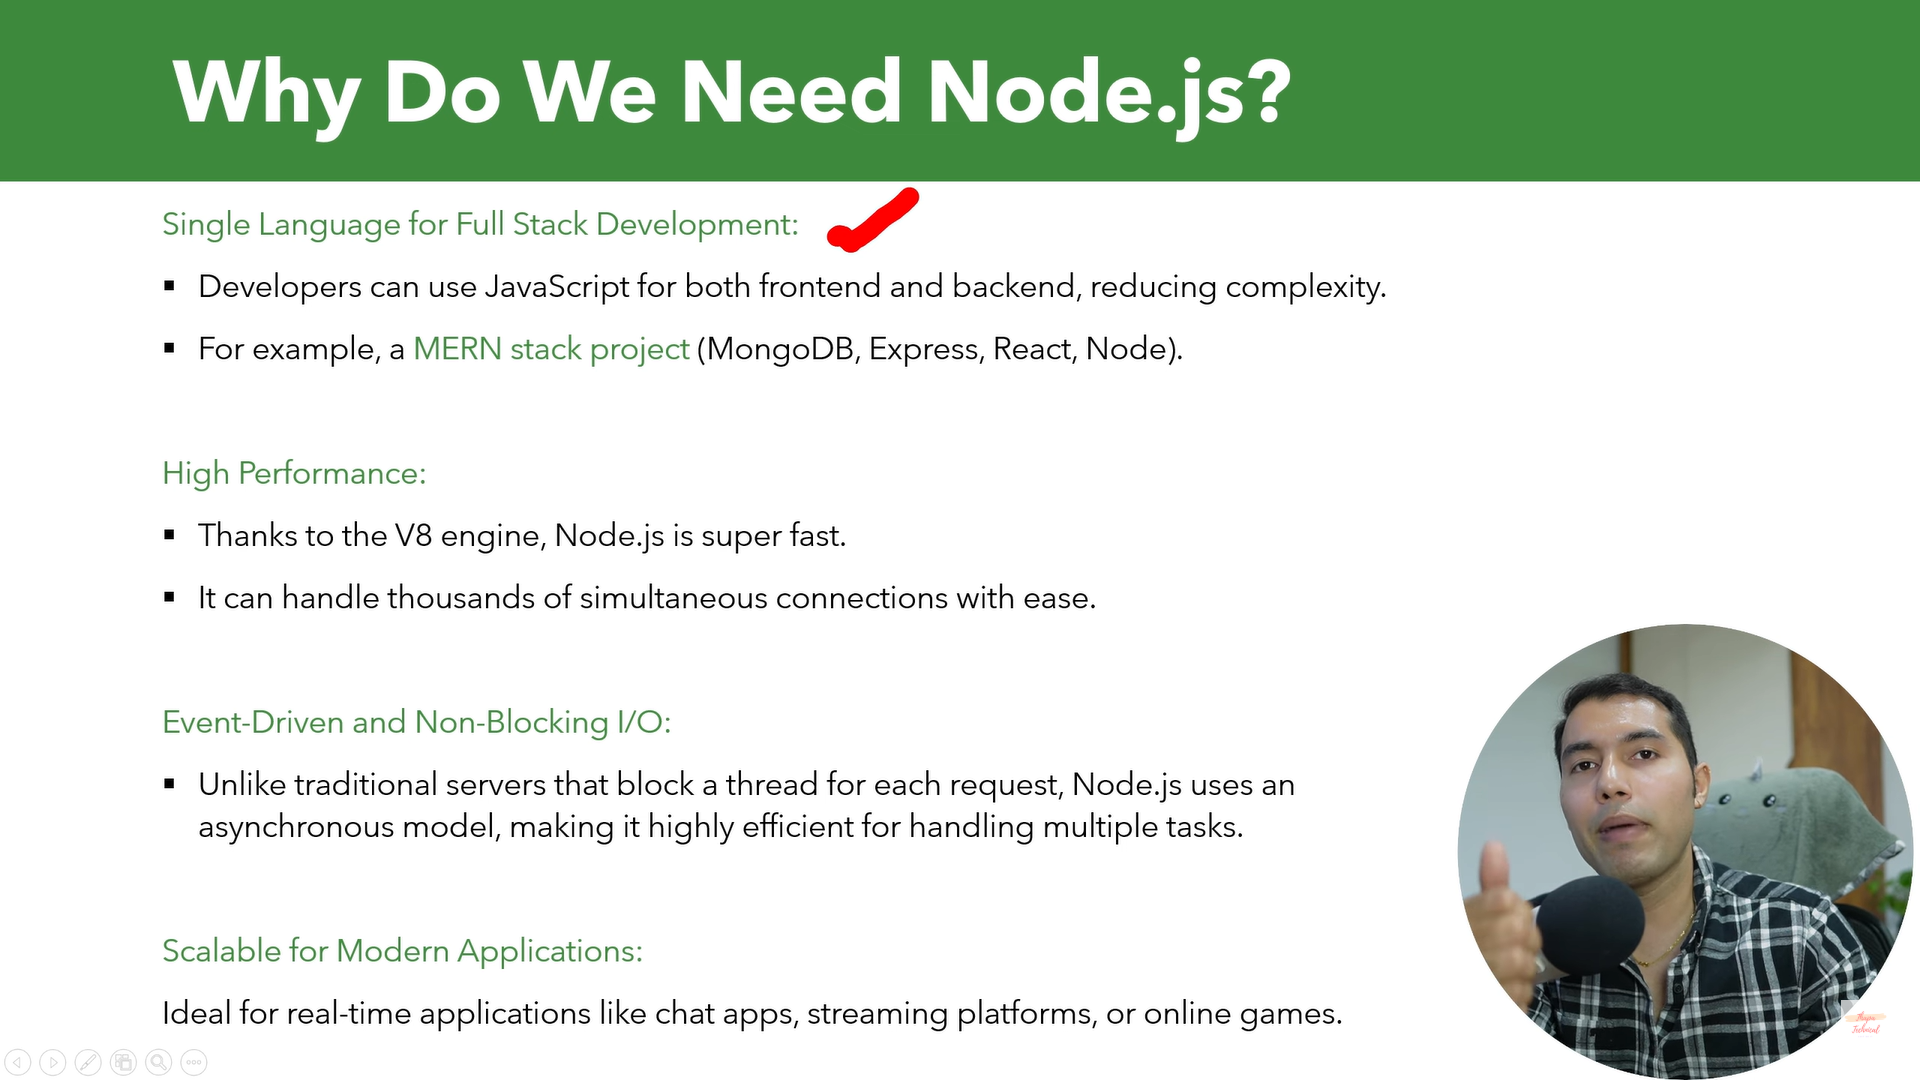 Why Do We Need Node.js?
Single Language for Full Stack Development:
▪ Developers can use JavaScript for both frontend and backend, reducing complexity.
▪ For example, a MERN stack project (MongoDB, Express, React, Node).
High Performance:
▪ Thanks to the V8 engine, Node.js is super fast.
▪ It can handle thousands of simultaneous connections with ease.
Event-Driven and Non-Blocking I/O:
▪ Unlike traditional servers that block a thread for each request, Node.js uses an
asynchronous model, making it highly efficient for handling multiple tasks.
Scalable for Modern Applications:
Ideal for real-time applications like chat apps, streaming platforms, or online games.
Technical